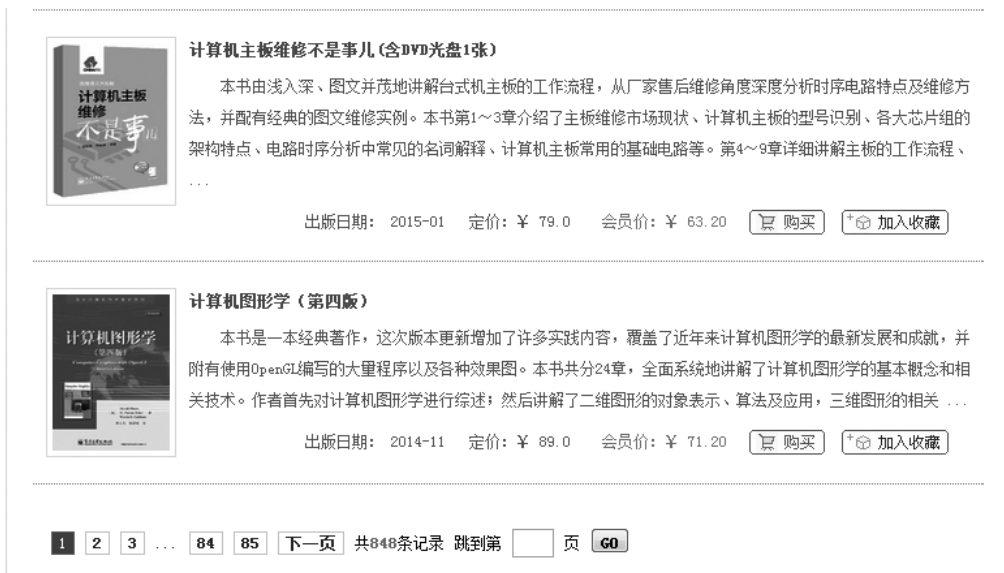 计算机主板
维修
不是事儿
计算机主板维修不是事儿(含DVD光盘1张)
本书由浅入深、图文并茂地讲解台式机主板的工作流程，从厂家售后维修角度深度分析时序电路特点及维修方
法，并配有经典的图文维修实例。本书第1～3章介绍了主板维修市场现状、计算机主板的型号识别、各大芯片组的
架构特点、电路时序分析中常见的名词解释、计算机主板常用的基础电路等。第4～9章详细讲解主板的工作流程、
...
出版日期： 2015-01 定价：￥ 79.0 会员价：￥ 63.20 购买 加入收藏
计算机图形学
（第四版）
计算机图形学（第四版）
本书是一本经典著作，这次版本更新增加了许多实践内容，覆盖了近年来计算机图形学的最新发展和成就，并
附有使用OpenGL编写的大量程序以及各种效果图。本书共分24章，全面系统地讲解了计算机图形学的基本概念和相
关技术。作者首先对计算机图形学进行综述；然后讲解了二维图形的对象表示、算法及应用，三维图形的相关 ...
出版日期： 2014-11 定价：￥ 89.0 会员价：￥ 71.20 购买 加入收藏
1 2 3 ... 84 85 下一页 共848条记录 跳到第 页 GO